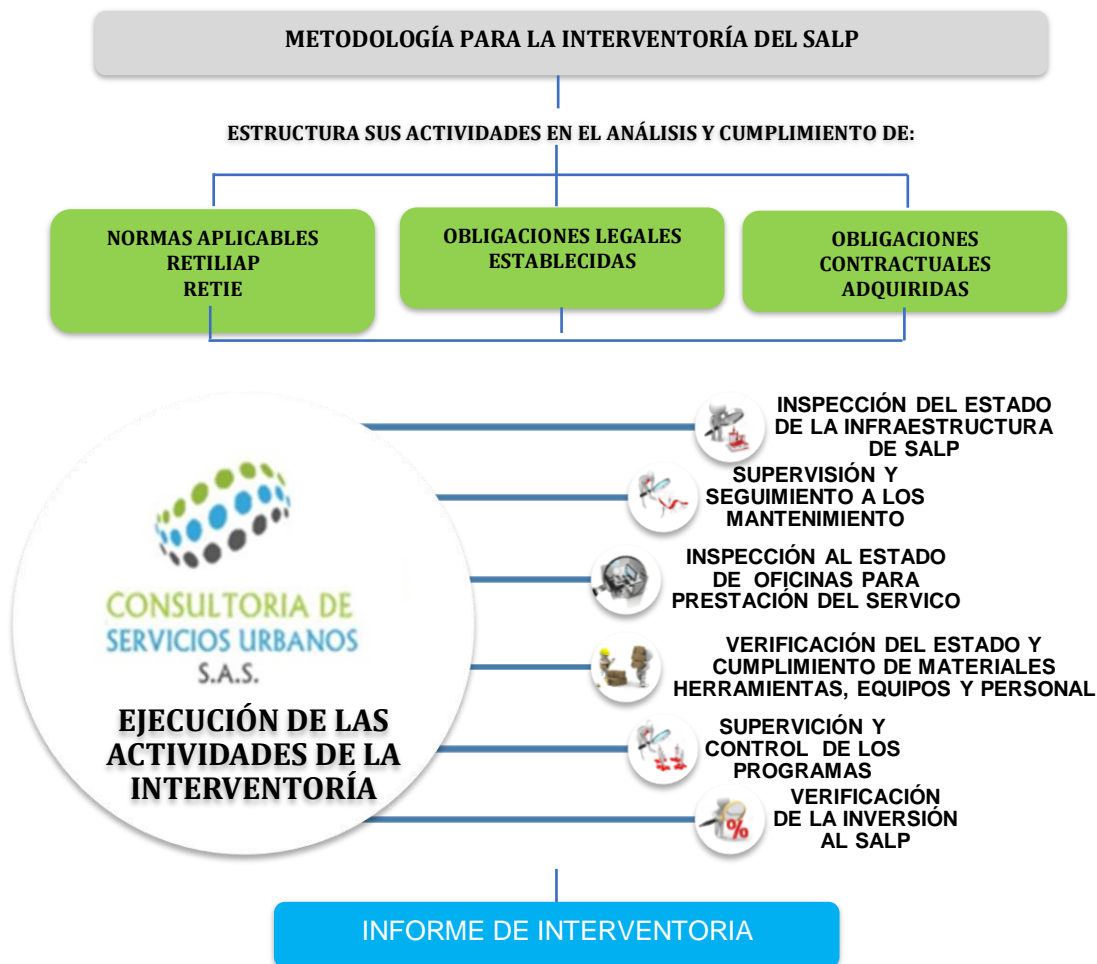 METODOLOGÍA PARA LA INTERVENTORÍA DEL SALP
ESTRUCTURA SUS ACTIVIDADES EN EL ANÁLISIS Y CUMPLIMIENTO DE:
NORMAS APLICABLES
RETILIAP
RETIE
OBLIGACIONES LEGALES
ESTABLECIDAS
OBLIGACIONES
CONTRACTUALES
ADQUIRIDAS
CONSULTORIA DE
SERVICIOS URBANOS
S.A.S.
EJECUCIÓN DE LAS
ACTIVIDADES DE LA
INTERVENTORÍA
INSPECCIÓN DEL ESTADO
DE LA INFRAESTRUCTURA
DE SALP
SUPERVISIÓN Y
SEGUIMIENTO A LOS
MANTENIMIENTO
INSPECCIÓN AL ESTADO
DE OFICINAS PARA
PRESTACIÓN DEL SERVICO
VERIFICACIÓN DEL ESTADO Y
CUMPLIMIENTO DE MATERIALES
HERRAMIENTAS, EQUIPOS Y PERSONAL
SUPERVICIÓN Y
CONTROL DE LOS
PROGRAMAS
%
VERIFICACIÓN
DE LA INVERSIÓN
AL SALP
INFORME DE INTERVENTORIA